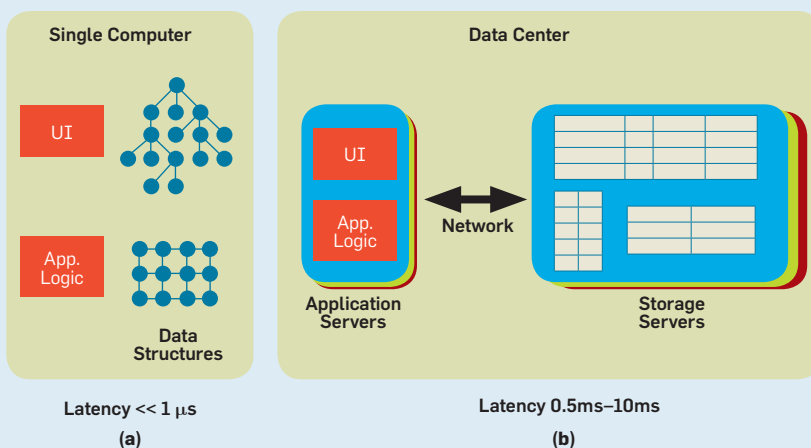 Single Computer
UI
App.
Logic
Data
Structures
Latency << 1 μs
(a)
Data Center
UI
App.
Logic
Network
Application
Servers
Storage
Servers
Latency 0.5ms–10ms
(b)